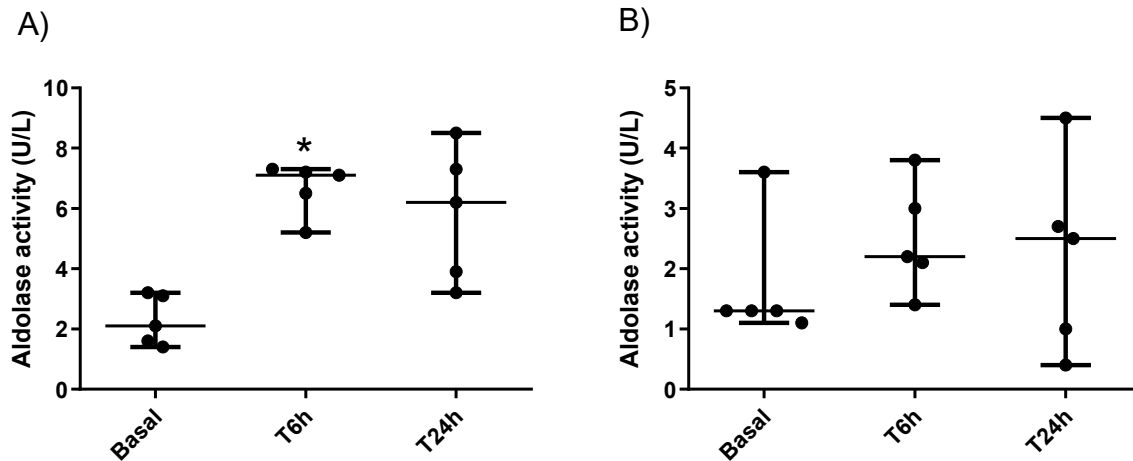 A)
Aldolase activity (U/L)
10
8
6
4
2
0
*
Basal
T6h
T24h
B)
Aldolase activity (U/L)
5
4
3
2
1
0
Basal
T6h
T24h